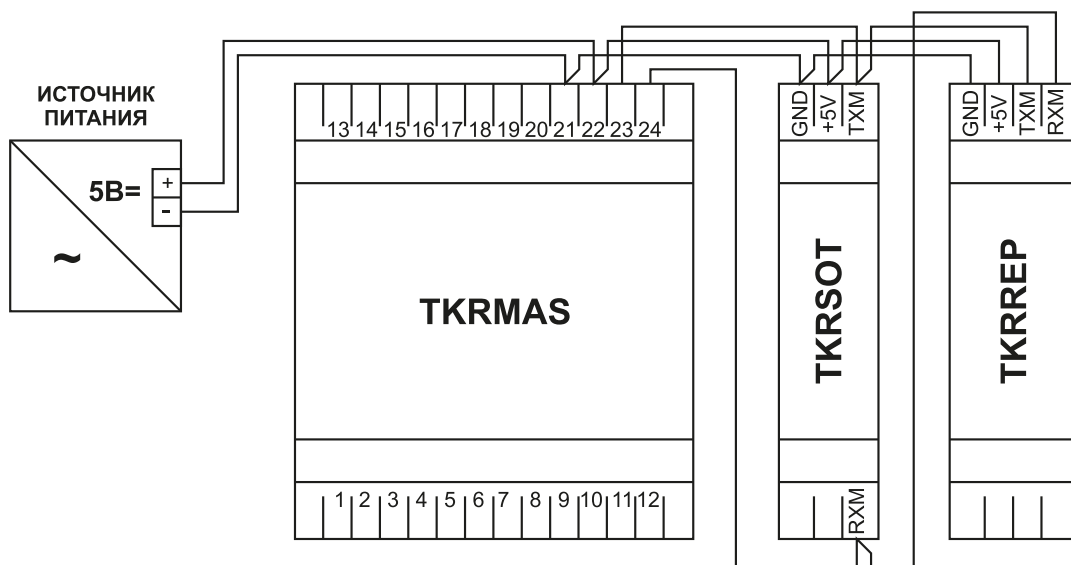 ИСТОЧНИК
ПИТАНИЯ
5В=
+
-
~
13 14 15 16 17 18 19 20 21 22 23 24
TKRMAS
1 2 3 4 5 6 7 8 9 10 11 12
GND
+5V
TXM
TKRSOT
RXM
GND
+5V
TXM
RXM
TKRREP